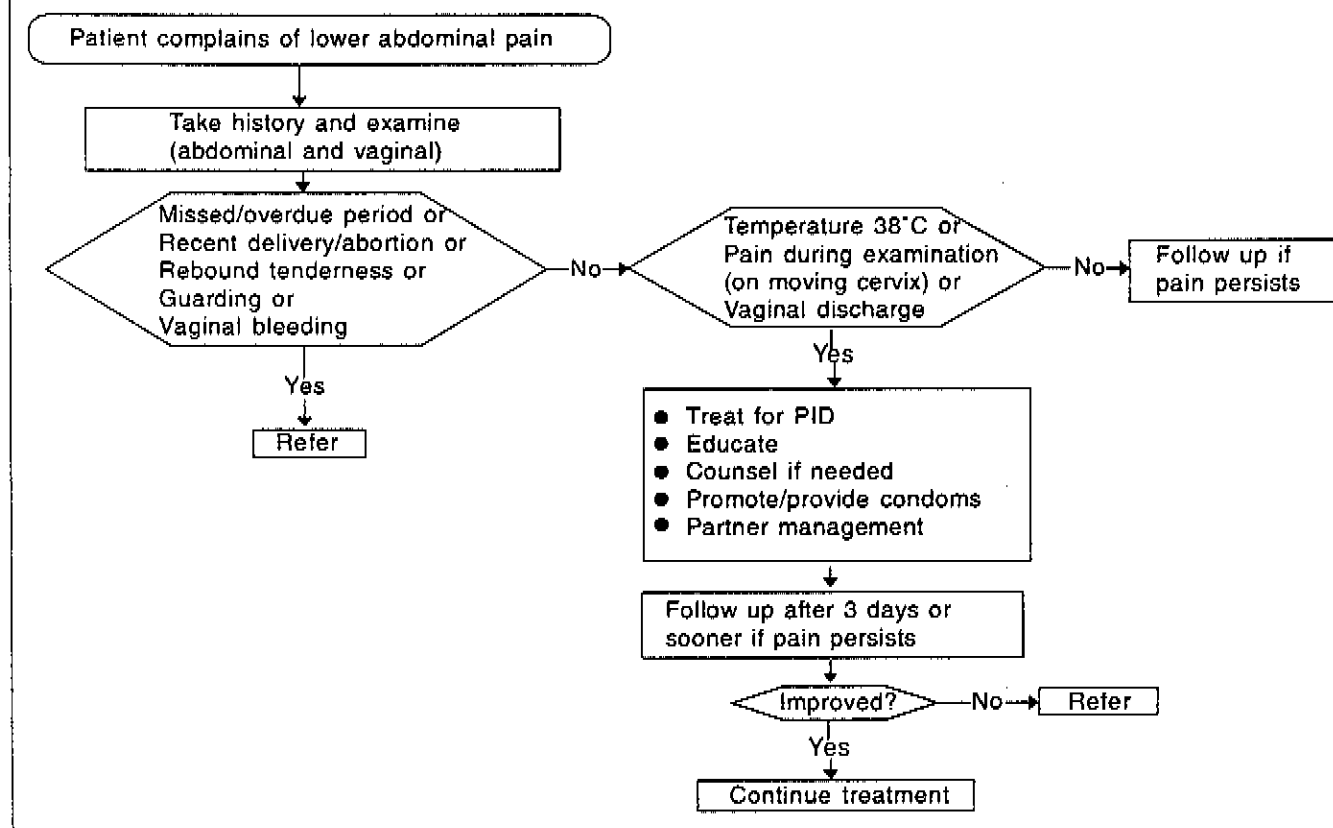 Patient complains of lower abdominal pain
Take history and examine
(abdominal and vaginal)
Missed/overdue period or
Recent delivery/abortion or
Rebound tenderness or
Guarding or
Vaginal bleeding
No
Temperature 38°C or
Pain during examination
(on moving cervix) or
Vaginal discharge
No
Follow up if
pain persists
Yes
Refer
Yes
● Treat for PID
● Educate
● Counsel if needed
● Promote/provide condoms
● Partner management
Follow up after 3 days or
sooner if pain persists
Improved?
No
Refer
Yes
Continue treatment